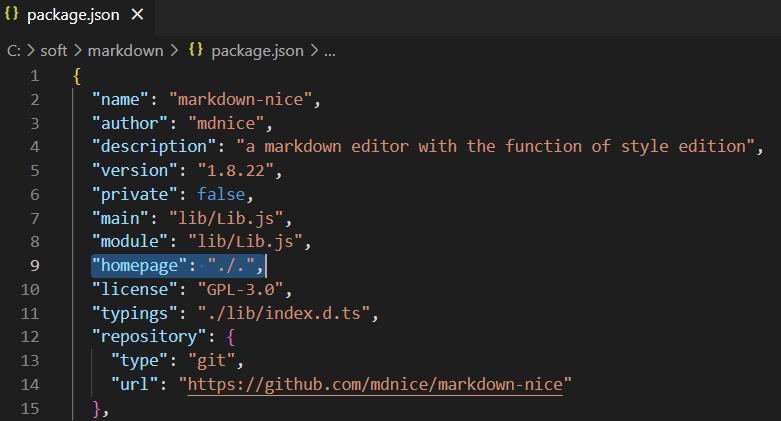 {} package.json ×
C: > soft > markdown > {} package.json > ...
1 {
2 "name": "markdown-nice",
3 "author": "mdnice",
4 "description": "a markdown editor with the function of style edition",
5 "version": "1.8.22",
6 "private": false,
7 "main": "lib/Lib.js",
8 "module": "lib/Lib.js",
9 "homepage": "./.",
10 "license": "GPL-3.0",
11 "typings": "./lib/index.d.ts",
12 "repository": {
13 "type": "git",
14 "url": "https://github.com/mdnice/markdown-nice"
15 },